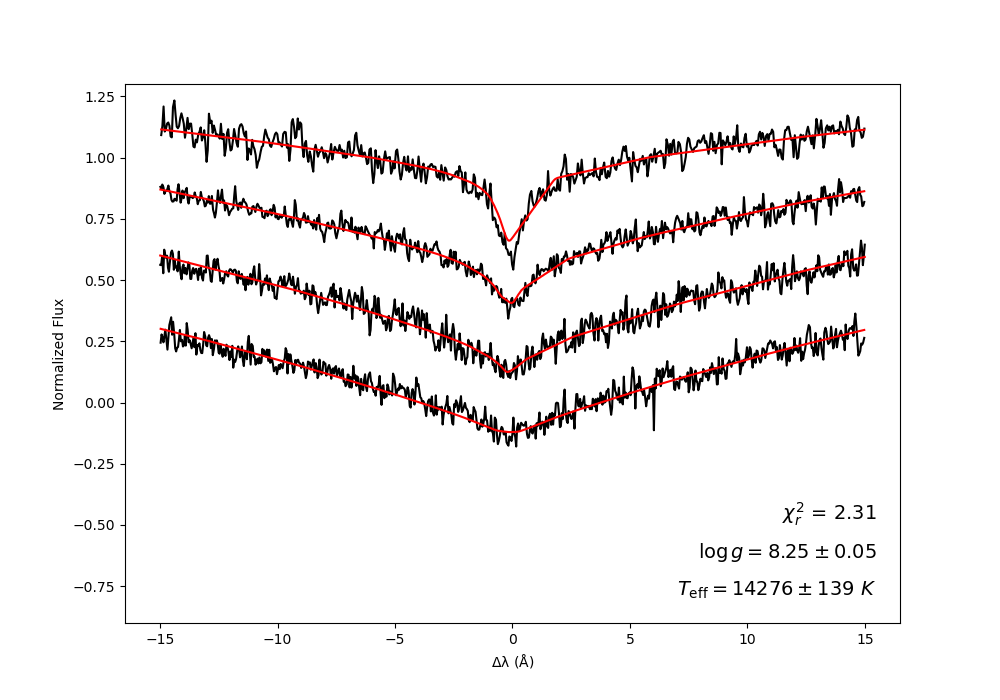 1.25
1.00
0.75
0.50
0.25
0.00
−0.25
−0.50
−0.75
Normalized Flux
χ²ᵣ = 2.31
log g = 8.25 ± 0.05
T_eff = 14276 ± 139 K
−15 −10 −5 0 5 10 15
Δλ (Å)